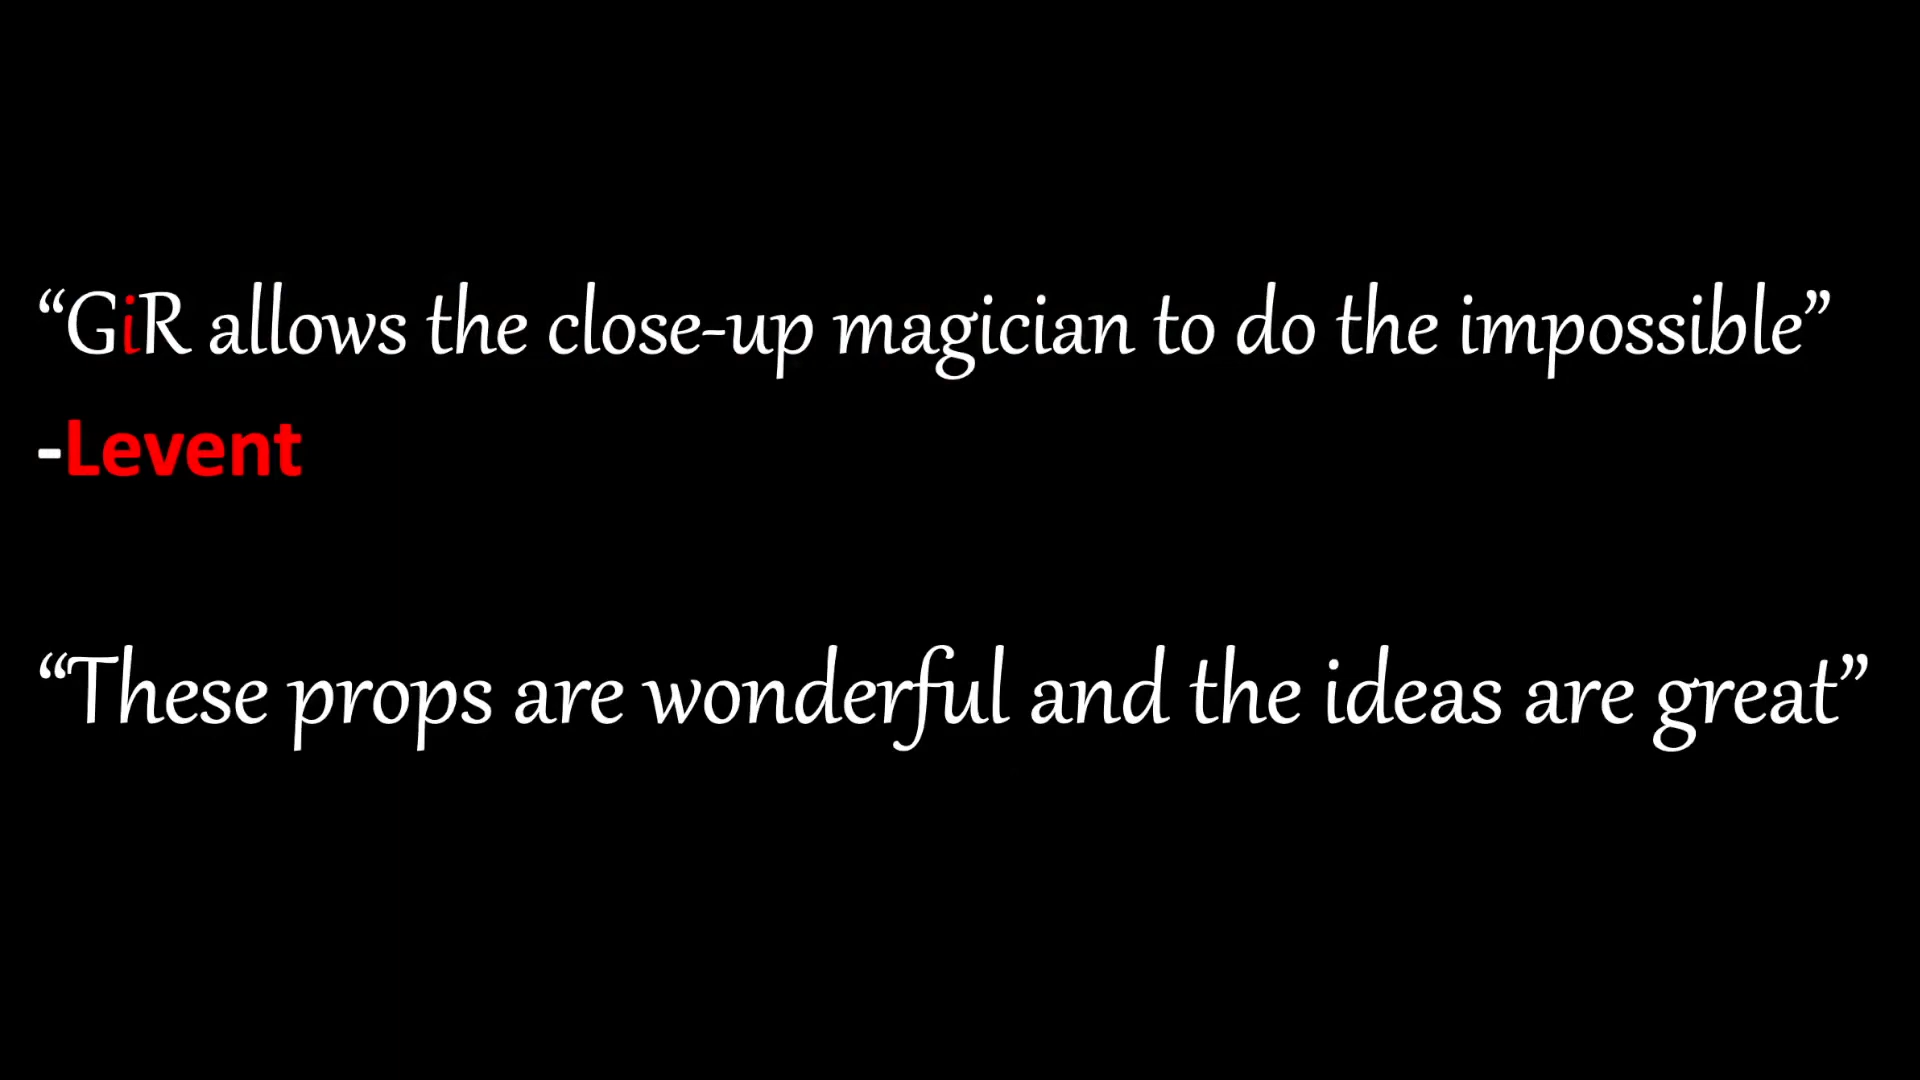 “GiR allows the close-up magician to do the impossible”
-Levent
“These props are wonderful and the ideas are great”